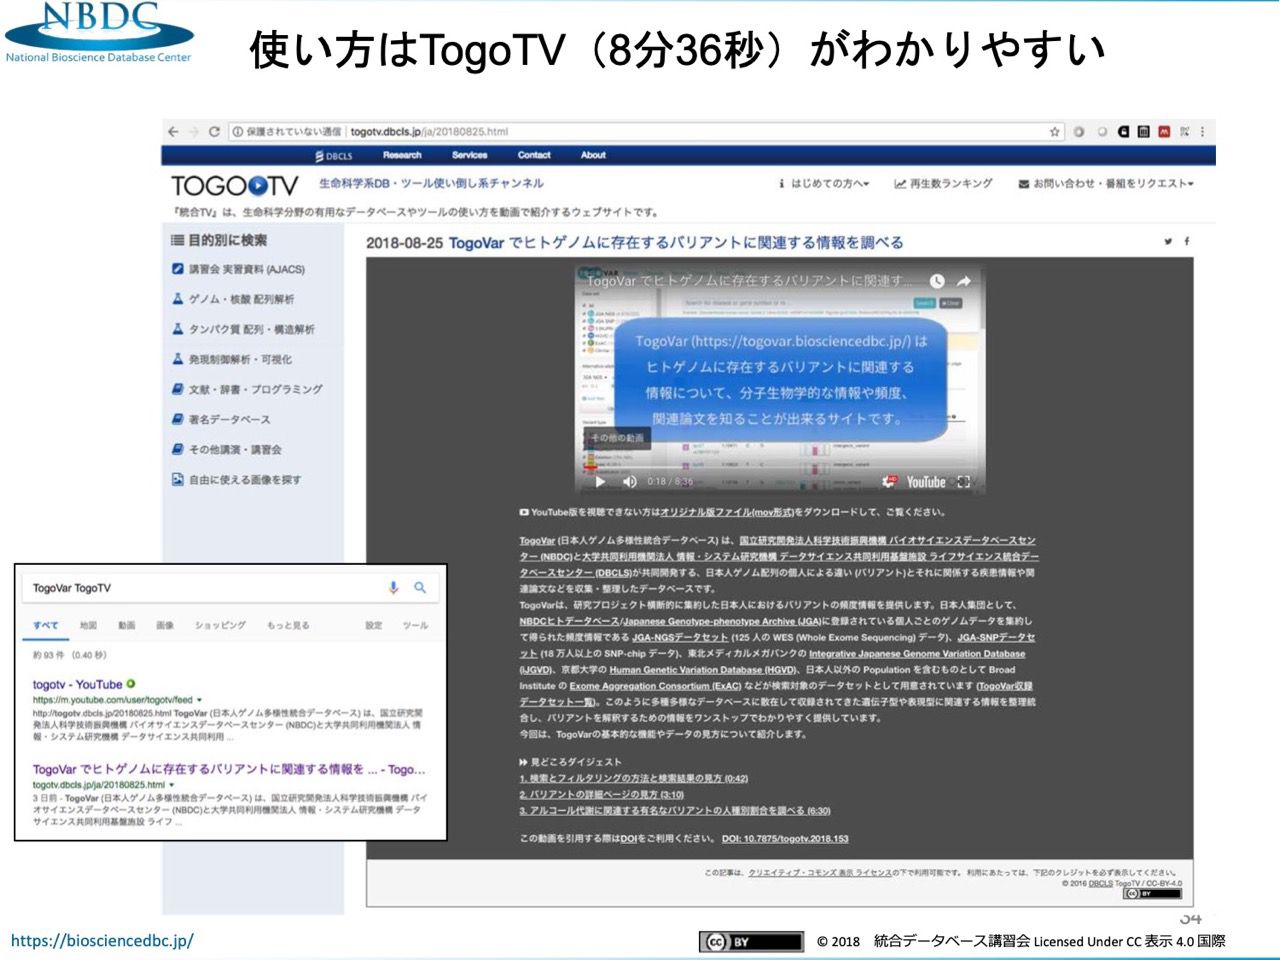 NBDC
National Bioscience Database Center
使い方はTogoTV（8分36秒）がわかりやすい
保護されていない通信 | togotv.dbcls.jp/ja/20180825.html
DBCLS Research Services Contact About
TOGOTV 生命科学系DB・ツール使い倒し系チャンネル
はじめての方へ 再生数ランキング お問い合わせ・番組をリクエスト
『統合TV』は、生命科学分野の有用なデータベースやツールの使い方を動画で紹介するウェブサイトです。
目的別に検索
講習会 実習資料 (AJACS)
ゲノム・核酸 配列解析
タンパク質 配列・構造解析
発現制御解析・可視化
文献・辞書・プログラミング
著名データベース
その他講演・講習会
自由に使える画像を探す
2018-08-25 TogoVar でヒトゲノムに存在するバリアントに関連する情報を調べる
TogoVar でヒトゲノムに存在するバリアントに関連す...
TogoVar (https://togovar.biosciencedbc.jp/) は
ヒトゲノムに存在するバリアントに関連する
情報について、分子生物学的な情報や頻度、
関連論文を知ることが出来るサイトです。
その他の動画
0:18 / 8:36
YouTube
YouTube版を視聴できない方はオリジナル版ファイル(mov形式)をダウンロードして、ご覧ください。
TogoVar (日本人ゲノム多様性統合データベース) は、国立研究開発法人科学技術振興機構 バイオサイエンスデータベースセン
ター (NBDC)と大学共同利用機関法人 情報・システム研究機構 データサイエンス共同利用基盤施設 ライフサイエンス統合デー
タベースセンター (DBCLS)が共同開発する、日本人ゲノム配列の個人による違い (バリアント)とそれに関係する疾患情報や関
連論文などを収集・整理したデータベースです。
TogoVarは、研究プロジェクト横断的に集約した日本人におけるバリアントの頻度情報を提供します。日本人集団として、
NBDCヒトデータベース/Japanese Genotype-phenotype Archive (JGA)に登録されている個人ごとのゲノムデータを集約し
て得られた頻度情報である JGA-NGSデータセット (125 人の WES (Whole Exome Sequencing) データ)、JGA-SNPデータセ
ット (18 万人以上の SNP-chip データ)、東北メディカルメガバンクの Integrative Japanese Genome Variation Database
(iJGVD)、京都大学の Human Genetic Variation Database (HGVD)、日本人以外の Population を含むものとして Broad
Institute の Exome Aggregation Consortium (ExAC) などが検索対象のデータセットとして用意されています (TogoVar収録
データセット一覧)。このように多種多様なデータベースに散在して収録されてきた遺伝子型や表現型に関連する情報を整理統
合し、バリアントを解釈するための情報をワンストップでわかりやすく提供しています。
今回は、TogoVarの基本的な機能やデータの見方について紹介します。
見どころダイジェスト
1. 検索とフィルタリングの方法と検索結果の見方 (0:42)
2. バリアントの詳細ページの見方 (3:10)
3. アルコール代謝に関連する有名なバリアントの人種別割合を調べる (6:30)
この動画を引用する際はDOIをご利用ください。 DOI: 10.7875/togotv.2018.153
この記事は、クリエイティブ・コモンズ 表示 ライセンスの下で利用可能です。 利用にあたっては、下記のクレジットを必ず表示してください。
© 2016 DBCLS TogoTV / CC-BY-4.0
TogoVar TogoTV
すべて 地図 動画 画像 ショッピング もっと見る 設定 ツール
約 93 件 （0.40 秒）
togotv - YouTube
https://m.youtube.com/user/togotv/feed
http://togotv.dbcls.jp/20180825.html TogoVar (日本人ゲノム多様性統合データベース) は、国立研究開
発法人科学技術振興機構 バイオサイエンスデータベースセンター (NBDC)と大学共同利用機関法人 情
報・システム研究機構 データサイエンス共同利用 ...
TogoVar でヒトゲノムに存在するバリアントに関連する情報を ... - Togo...
togotv.dbcls.jp/ja/20180825.html
3 日前 - TogoVar (日本人ゲノム多様性統合データベース) は、国立研究開発法人科学技術振興機構 バイ
オサイエンスデータベースセンター (NBDC)と大学共同利用機関法人 情報・システム研究機構 データ
サイエンス共同利用基盤施設 ライフ ...
34
https://biosciencedbc.jp/
CC BY © 2018 統合データベース講習会 Licensed Under CC 表示 4.0 国際